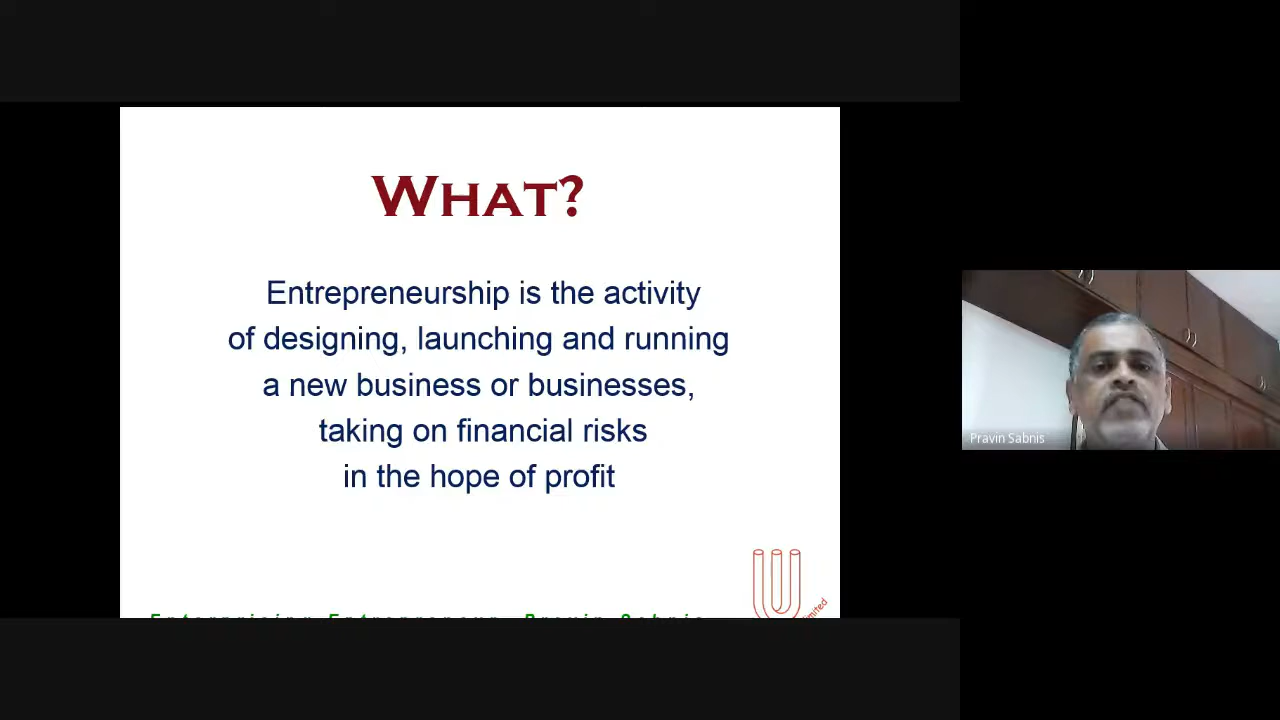 WHAT?
Entrepreneurship is the activity
of designing, launching and running
a new business or businesses,
taking on financial risks
in the hope of profit
Pravin Sabnis